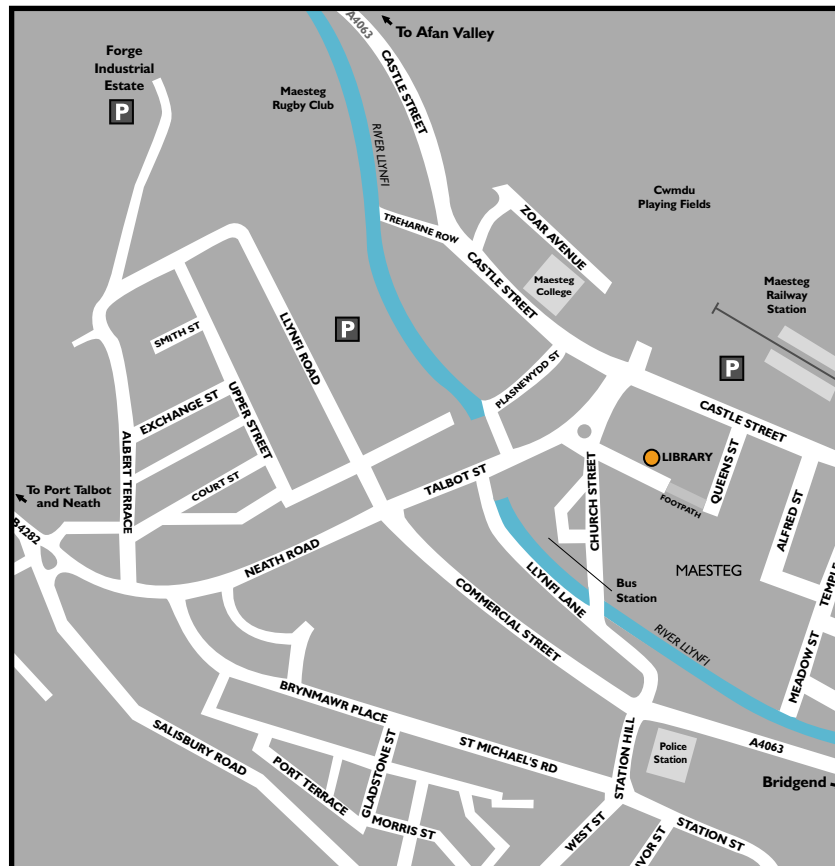 A4063
To Afan Valley
Forge
Industrial
Estate
P
Maesteg
Rugby Club
CASTLE STREET
RIVER LLYNFI
Cwmdu
Playing Fields
ZOAR AVENUE
TREHARNE ROW
CASTLE STREET
Maesteg
College
Maesteg
Railway
Station
P
P
SMITH ST
LLYNFI ROAD
PLASNEWYDD ST
EXCHANGE ST
UPPER STREET
CASTLE STREET
ALBERT TERRACE
COURT ST
TALBOT ST
LIBRARY
QUEENS ST
FOOTPATH
CHURCH STREET
ALFRED ST
To Port Talbot
and Neath
B4282
NEATH ROAD
MAESTEG
TEMPLE
Bus
Station
LLYNFI LANE
COMMERCIAL STREET
RIVER LLYNFI
MEADOW ST
BRYNMAWR PLACE
SALISBURY ROAD
GLADSTONE ST
ST MICHAEL'S RD
STATION HILL
Police
Station
A4063
Bridgend
PORT TERRACE
MORRIS ST
WEST ST
IVOR ST
STATION ST